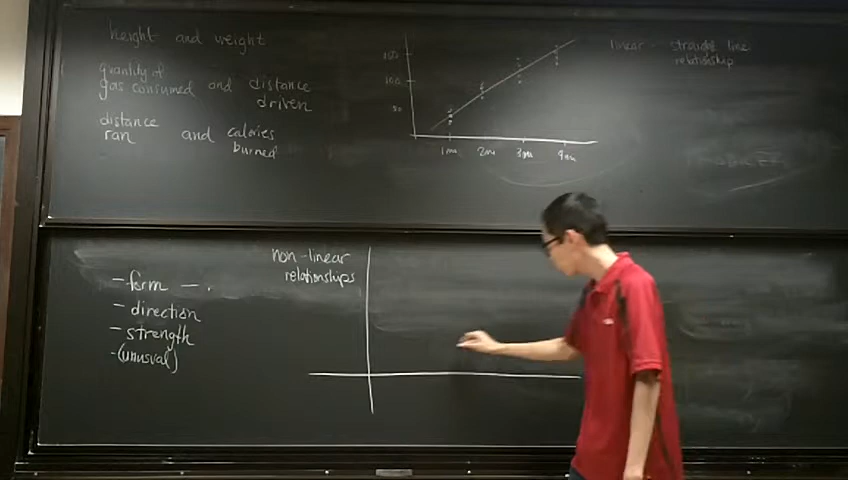 height and weight
quantity of
gas consumed and distance
driven
distance
ran and calories
burned
150
100
50
1mi 2mi 3mi 4mi
linear - straight line
relationship
non-linear
relationships
- form - .
- direction
- strength
- (unusual)